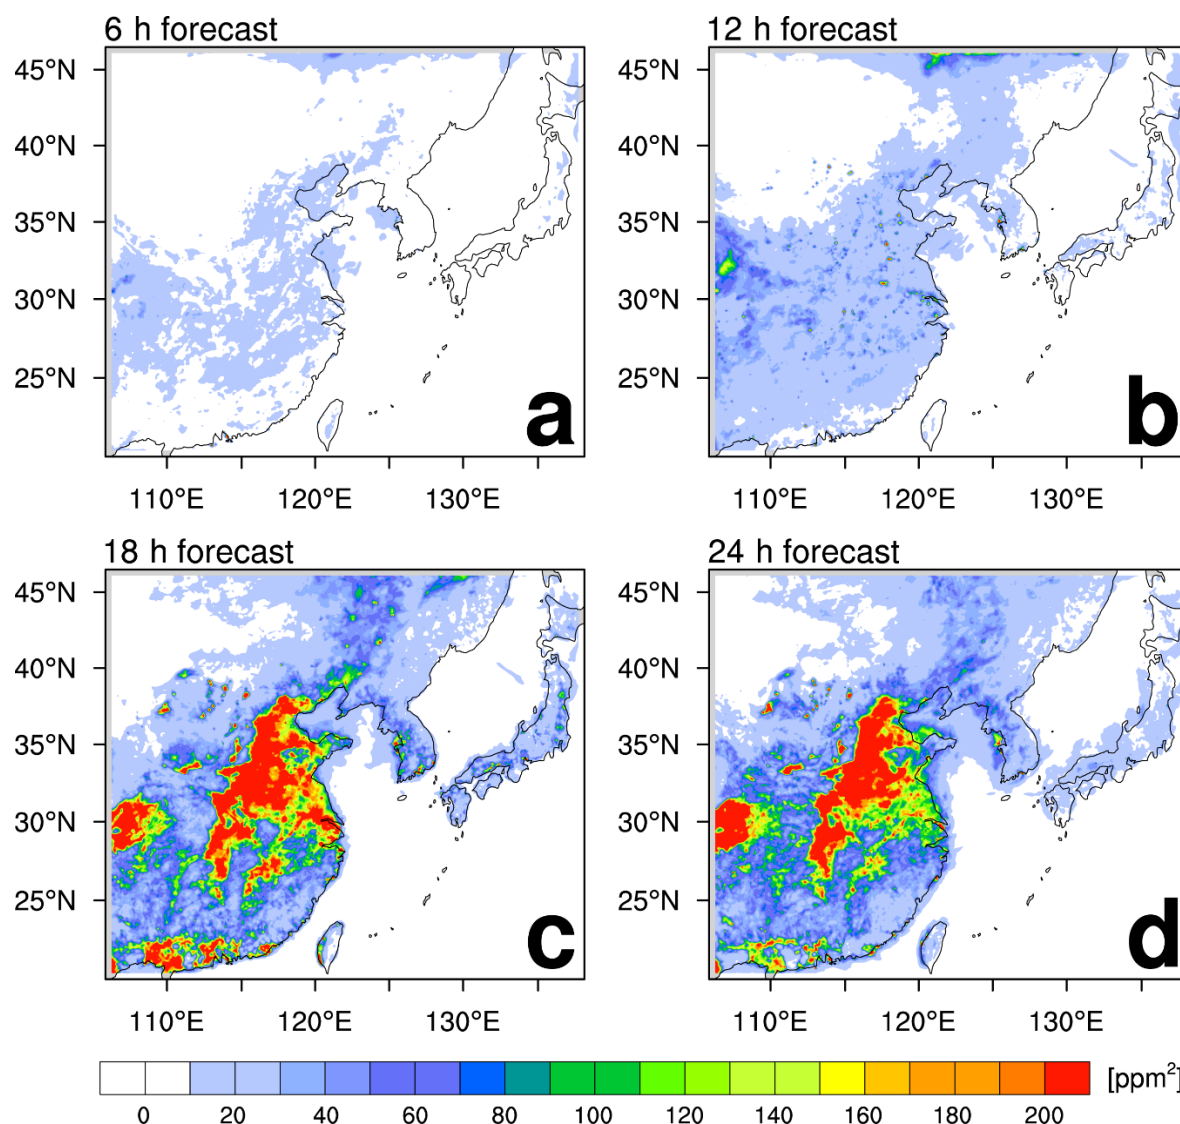 6 h forecast
12 h forecast
45°N
40°N
35°N
30°N
25°N
a
110°E 120°E 130°E
45°N
40°N
35°N
30°N
25°N
b
110°E 120°E 130°E
18 h forecast
24 h forecast
45°N
40°N
35°N
30°N
25°N
c
110°E 120°E 130°E
45°N
40°N
35°N
30°N
25°N
d
110°E 120°E 130°E
0 20 40 60 80 100 120 140 160 180 200
[ppm²]